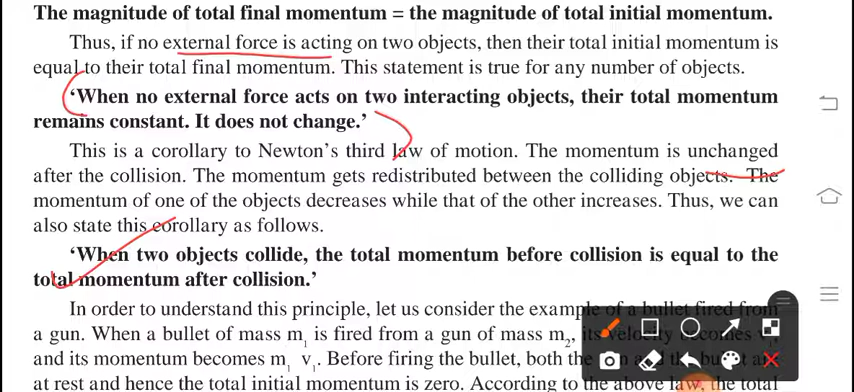 The magnitude of total final momentum = the magnitude of total initial momentum.
Thus, if no external force is acting on two objects, then their total initial momentum is
equal to their total final momentum. This statement is true for any number of objects.
‘When no external force acts on two interacting objects, their total momentum
remains constant. It does not change.’
This is a corollary to Newton’s third law of motion. The momentum is unchanged
after the collision. The momentum gets redistributed between the colliding objects. The
momentum of one of the objects decreases while that of the other increases. Thus, we can
also state this corollary as follows.
‘When two objects collide, the total momentum before collision is equal to the
total momentum after collision.’
In order to understand this principle, let us consider the example of a bullet fired from
a gun. When a bullet of mass m₁ is fired from a gun of mass m₂, its velocity becomes
and its momentum becomes m₁ v₁. Before firing the bullet, both the
at rest and hence the total initial momentum is zero. According to the above law, the total